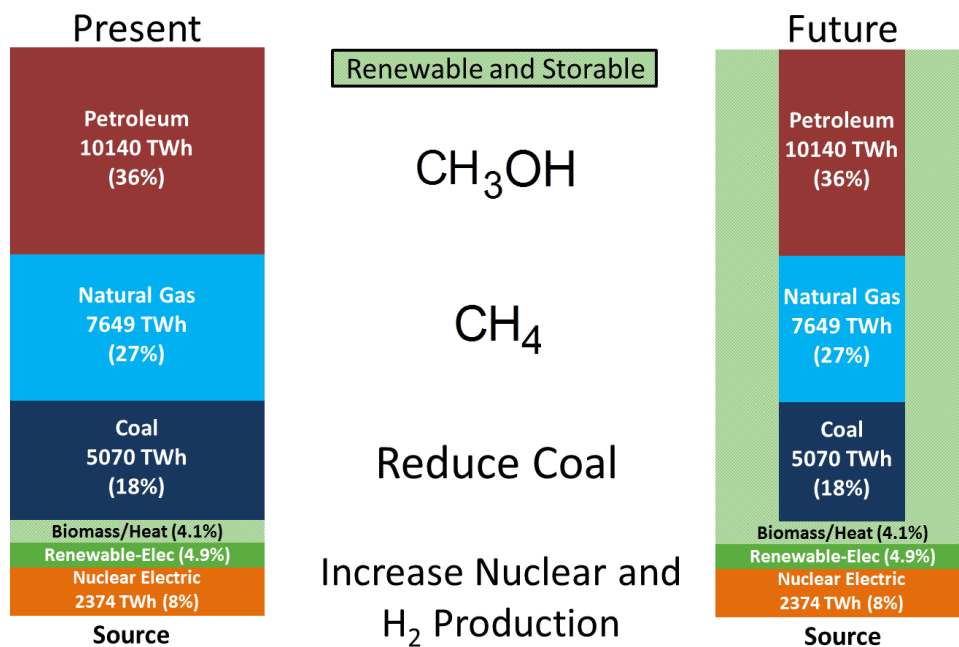 Present
Petroleum
10140 TWh
(36%)
Natural Gas
7649 TWh
(27%)
Coal
5070 TWh
(18%)
Biomass/Heat (4.1%)
Renewable-Elec (4.9%)
Nuclear Electric
2374 TWh (8%)
Source
Renewable and Storable
CH₃OH
CH₄
Reduce Coal
Increase Nuclear and
H₂ Production
Future
Petroleum
10140 TWh
(36%)
Natural Gas
7649 TWh
(27%)
Coal
5070 TWh
(18%)
Biomass/Heat (4.1%)
Renewable-Elec (4.9%)
Nuclear Electric
2374 TWh (8%)
Source